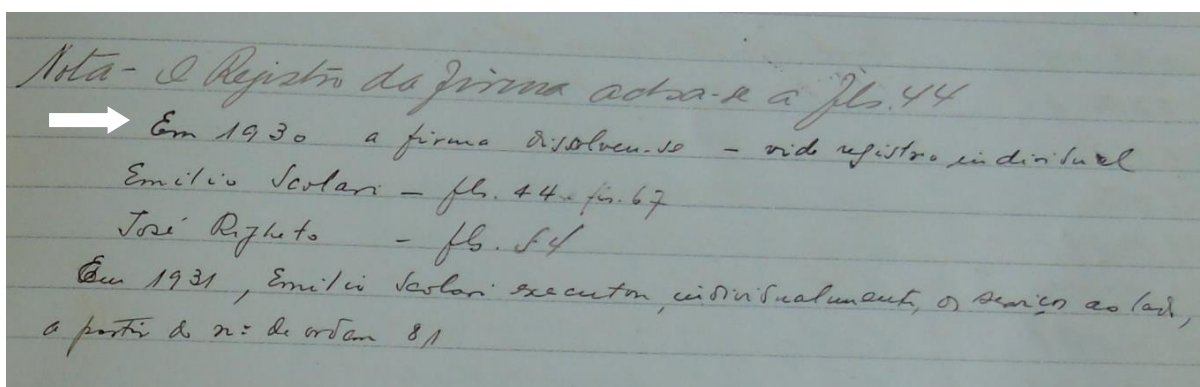 Nota - O Registro da firma acha-se a fls. 44
Em 1930 a firma dissolveu-se - vide registro individual
Emilio Scolari - fls. 44 e fls. 67
José Righeto - fls. 54
Em 1931, Emilio Scolari executou, individualmente, os serviços ao lado,
a partir do nº de ordem 81